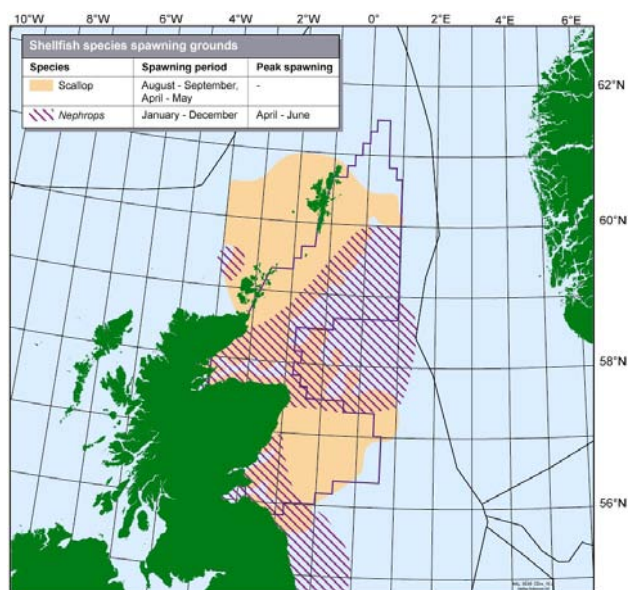 10°W 8°W 6°W 4°W 2°W 0° 2°E 4°E 6°E
Shellfish species spawning grounds
Species Spawning period Peak spawning
Scallop August - September, -
April - May
Nephrops January - December April - June
62°N
60°N
58°N
56°N